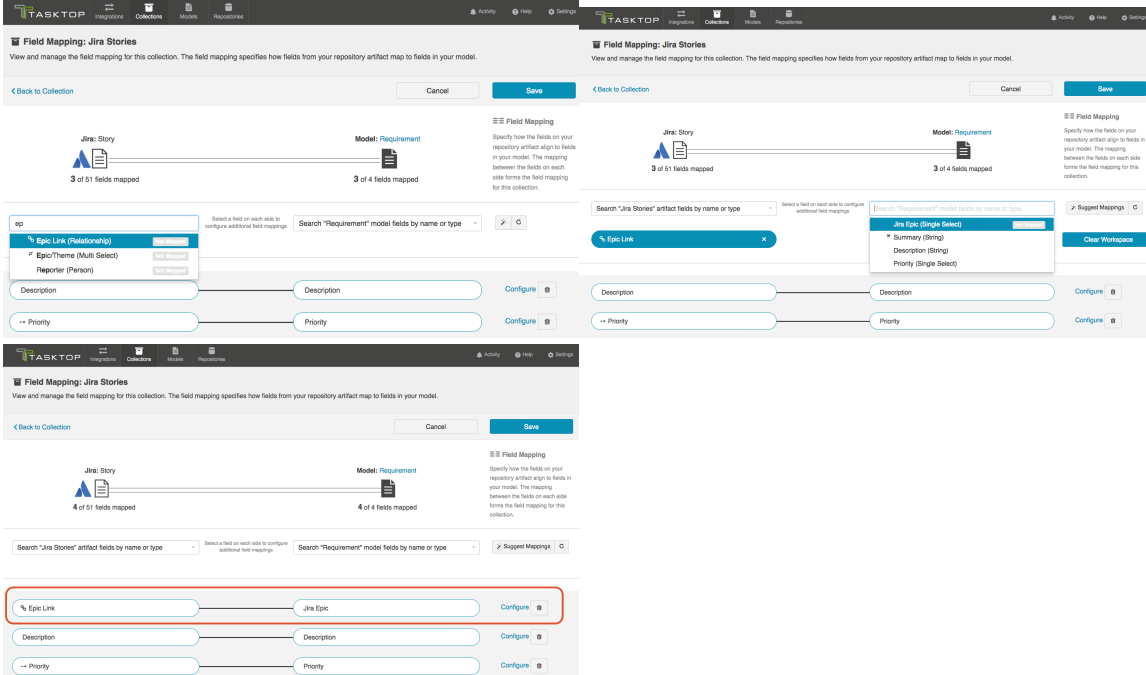 TASKTOP
Integrations
Collections
Models
Repositories
Activity
Help
Settings
Field Mapping: Jira Stories
View and manage the field mapping for this collection. The field mapping specifies how fields from your repository artifact map to fields in your model.
Back to Collection
Cancel
Save
Field Mapping
Specify how the fields on your
repository artifact align to fields
in your model. The mapping
between the fields on each
side forms the field mapping
for this collection.
Jira: Story
Model: Requirement
3 of 51 fields mapped
3 of 4 fields mapped
ep
Select a field on each side to
configure additional field mappings
Search "Requirement" model fields by name or type
Epic Link (Relationship)
Not Mapped
Epic/Theme (Multi Select)
Not Mapped
Reporter (Person)
Not Mapped
Description
Description
Configure
Priority
Priority
Configure
TASKTOP
Integrations
Collections
Models
Repositories
Activity
Help
Settings
Field Mapping: Jira Stories
View and manage the field mapping for this collection. The field mapping specifies how fields from your repository artifact map to fields in your model.
Back to Collection
Cancel
Save
Field Mapping
Specify how the fields on your
repository artifact align to fields in
your model. The mapping
between the fields on each side
forms the field mapping for this
collection.
Jira: Story
Model: Requirement
3 of 51 fields mapped
3 of 4 fields mapped
Search "Jira Stories" artifact fields by name or type
Select a field on each side to configure
additional field mappings
Search "Requirement" model fields by name or type
Suggest Mappings
Epic Link
Jira Epic (Single Select)
Not Mapped
* Summary (String)
Description (String)
Priority (Single Select)
Clear Workspace
Description
Description
Configure
Priority
Priority
Configure
TASKTOP
Integrations
Collections
Models
Repositories
Activity
Help
Settings
Field Mapping: Jira Stories
View and manage the field mapping for this collection. The field mapping specifies how fields from your repository artifact map to fields in your model.
Back to Collection
Cancel
Save
Field Mapping
Specify how the fields on your
repository artifact align to fields in
your model. The mapping
between the fields on each side
forms the field mapping for this
collection.
Jira: Story
Model: Requirement
4 of 51 fields mapped
4 of 4 fields mapped
Search "Jira Stories" artifact fields by name or type
Select a field on each side to configure
additional field mappings
Search "Requirement" model fields by name or type
Suggest Mappings
Epic Link
Jira Epic
Configure
Description
Description
Configure
Priority
Priority
Configure